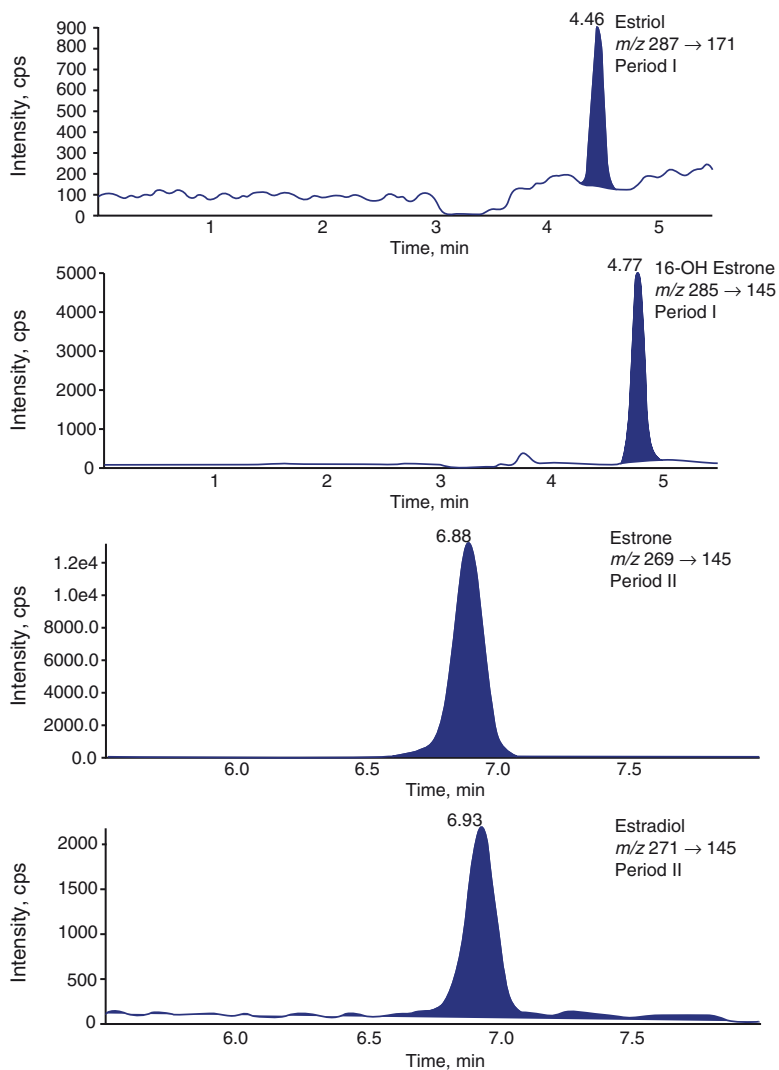 4.46 Estriol
m/z 287 → 171
Period I
900
800
700
600
500
400
300
200
100
0
Intensity, cps
1 2 3 4 5
Time, min
4.77 16-OH Estrone
m/z 285 → 145
Period I
5000
4000
3000
2000
1000
0
Intensity, cps
1 2 3 4 5
Time, min
6.88 Estrone
m/z 269 → 145
Period II
1.2e4
1.0e4
8000.0
6000.0
4000.0
2000.0
0.0
Intensity, cps
6.0 6.5 7.0 7.5
Time, min
6.93 Estradiol
m/z 271 → 145
Period II
2000
1500
1000
500
0
Intensity, cps
6.0 6.5 7.0 7.5
Time, min